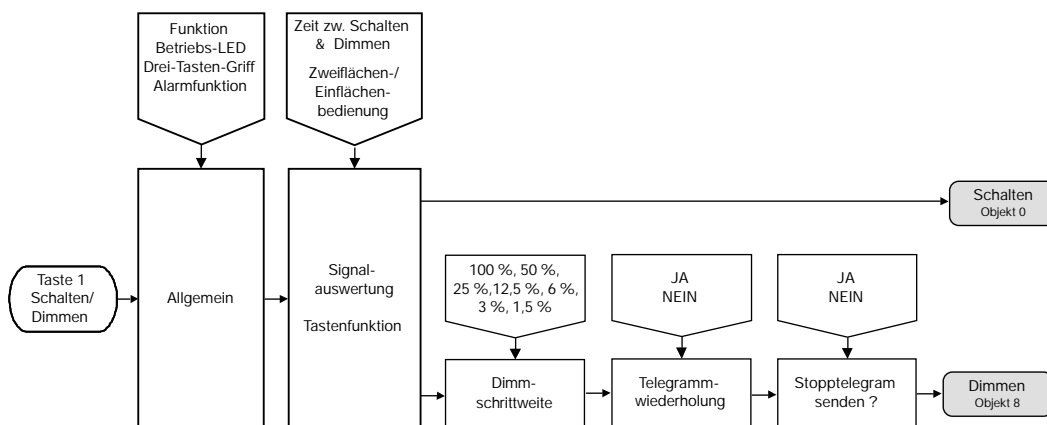 Funktion
Betriebs-LED
Drei-Tasten-Griff
Alarmfunktion
Zeit zw. Schalten
& Dimmen
Zweiflächen-/
Einflächen-
bedienung
Schalten
Objekt 0
Taste 1
Schalten/
Dimmen
Allgemein
Signal-
auswertung
Tastenfunktion
100 %, 50 %,
25 %,12,5 %, 6 %,
3 %, 1,5 %
JA
NEIN
JA
NEIN
Dimm-
schrittweite
Telegramm-
wiederholung
Stopptelegram
senden ?
Dimmen
Objekt 8